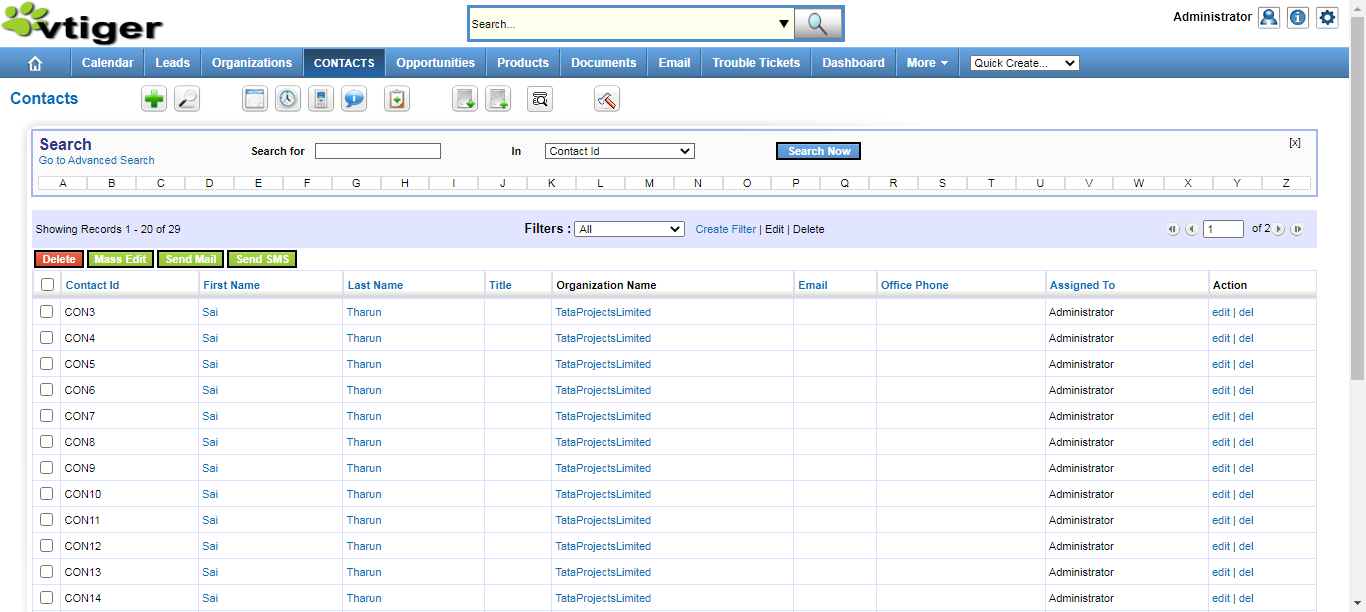 vtiger
Search...
Administrator
Calendar Leads Organizations CONTACTS Opportunities Products Documents Email Trouble Tickets Dashboard More Quick Create...
Contacts
Search
Go to Advanced Search
Search for In Contact Id Search Now [x]
A B C D E F G H I J K L M N O P Q R S T U V W X Y Z
Showing Records 1 - 20 of 29 Filters : All Create Filter | Edit | Delete 1 of 2
Delete Mass Edit Send Mail Send SMS
Contact Id First Name Last Name Title Organization Name Email Office Phone Assigned To Action
CON3 Sai Tharun TataProjectsLimited Administrator edit | del
CON4 Sai Tharun TataProjectsLimited Administrator edit | del
CON5 Sai Tharun TataProjectsLimited Administrator edit | del
CON6 Sai Tharun TataProjectsLimited Administrator edit | del
CON7 Sai Tharun TataProjectsLimited Administrator edit | del
CON8 Sai Tharun TataProjectsLimited Administrator edit | del
CON9 Sai Tharun TataProjectsLimited Administrator edit | del
CON10 Sai Tharun TataProjectsLimited Administrator edit | del
CON11 Sai Tharun TataProjectsLimited Administrator edit | del
CON12 Sai Tharun TataProjectsLimited Administrator edit | del
CON13 Sai Tharun TataProjectsLimited Administrator edit | del
CON14 Sai Tharun TataProjectsLimited Administrator edit | del